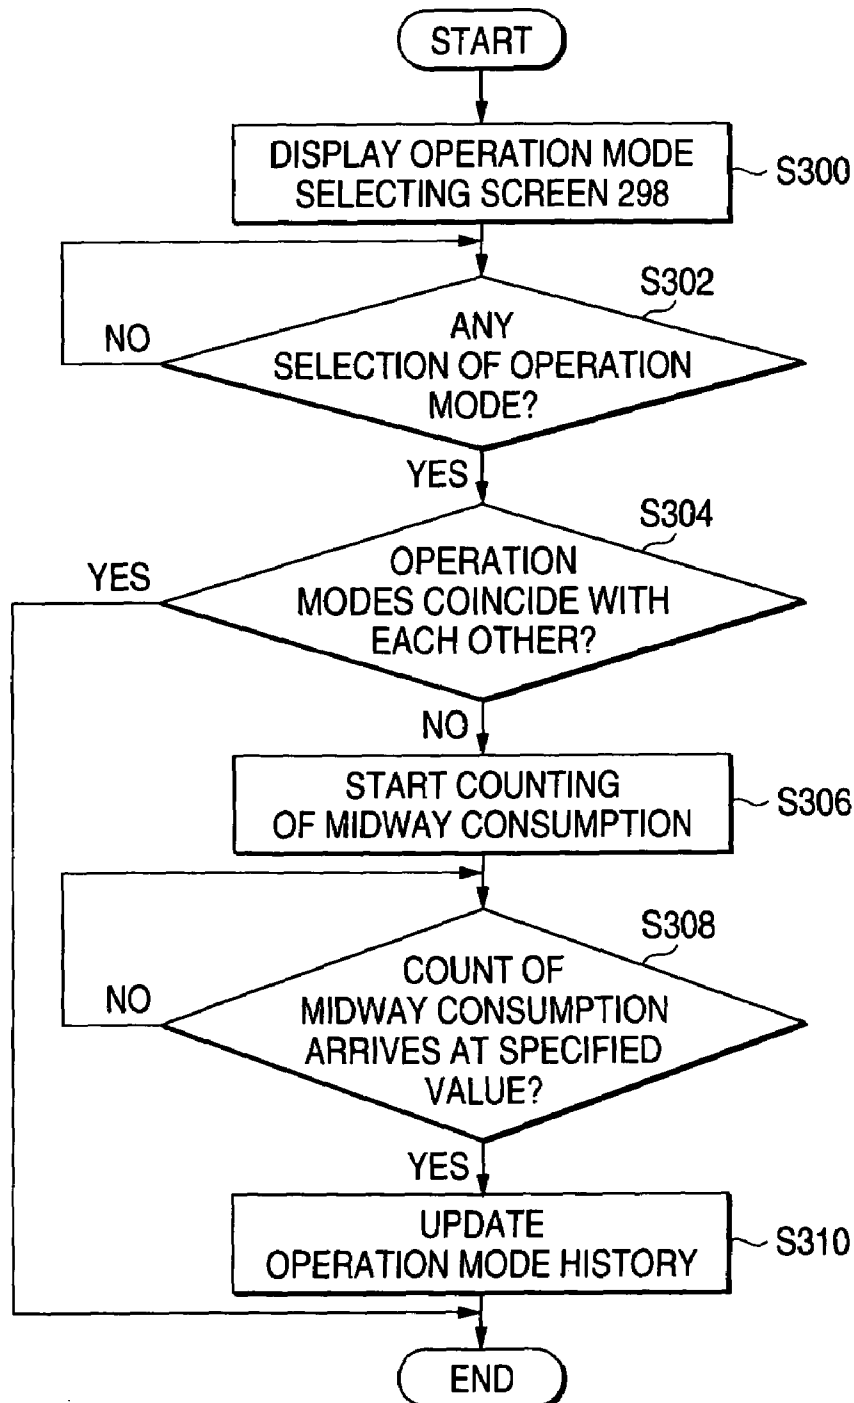 START
DISPLAY OPERATION MODE
SELECTING SCREEN 298
S300
S302
ANY
SELECTION OF OPERATION
MODE?
NO
YES
S304
OPERATION
MODES COINCIDE WITH
EACH OTHER?
YES
NO
START COUNTING
OF MIDWAY CONSUMPTION
S306
S308
COUNT OF
MIDWAY CONSUMPTION
ARRIVES AT SPECIFIED
VALUE?
NO
YES
UPDATE
OPERATION MODE HISTORY
S310
END